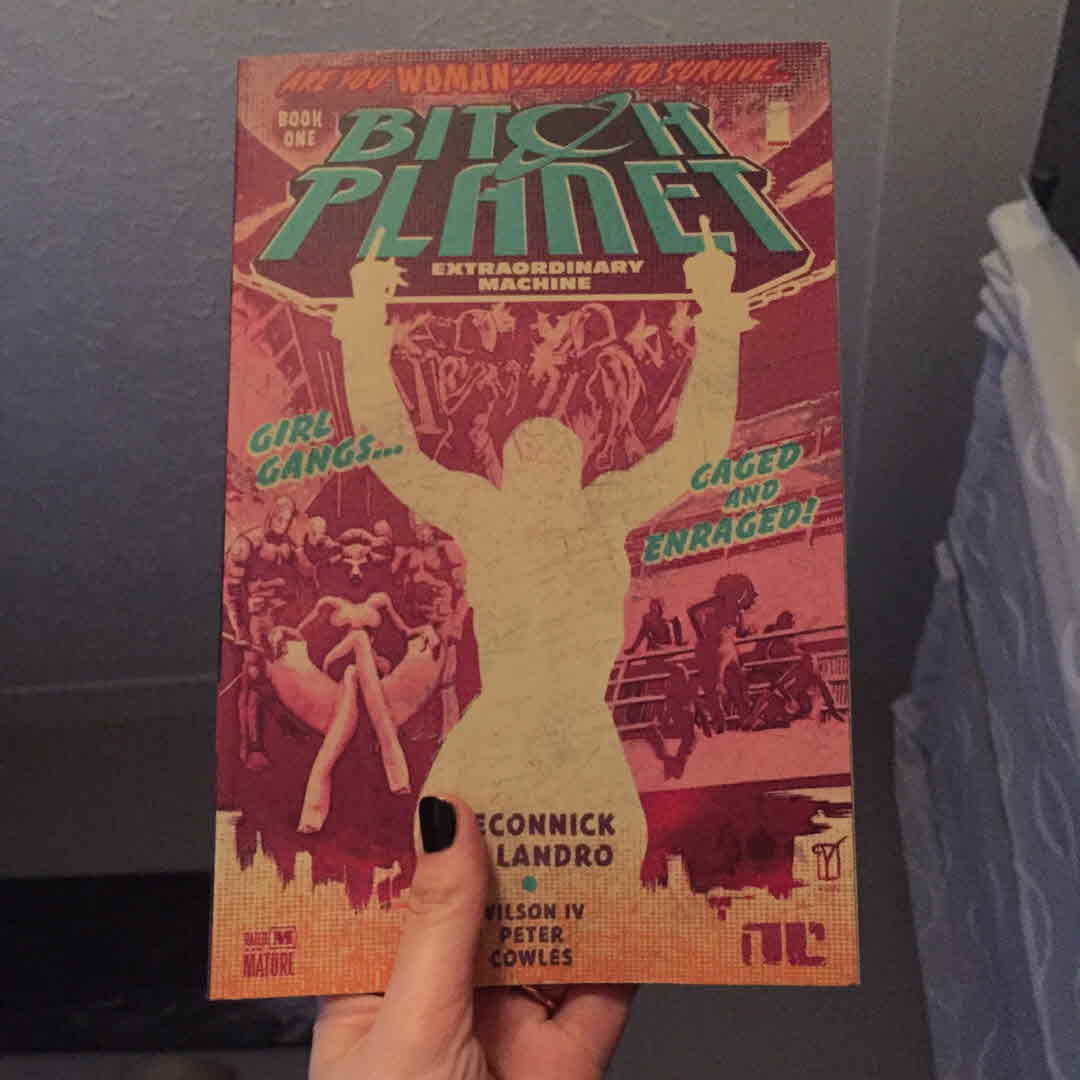 ARE YOU WOMAN ENOUGH TO SURVIVE...
BOOK
ONE
BITCH
PLANET
EXTRAORDINARY
MACHINE
GIRL
GANGS...
CAGED
AND
ENRAGED!
ECONNICK
LANDRO
WILSON IV
PETER
COWLES
RATED M
MATURE